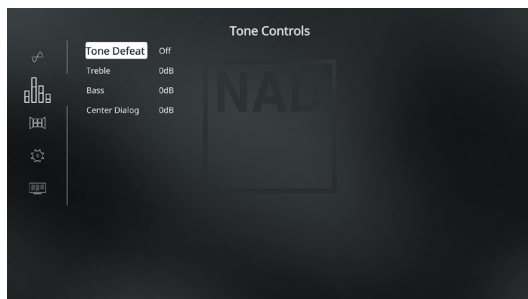 Tone Controls
Tone Defeat Off
Treble 0dB
Bass 0dB
Center Dialog 0dB
NAD